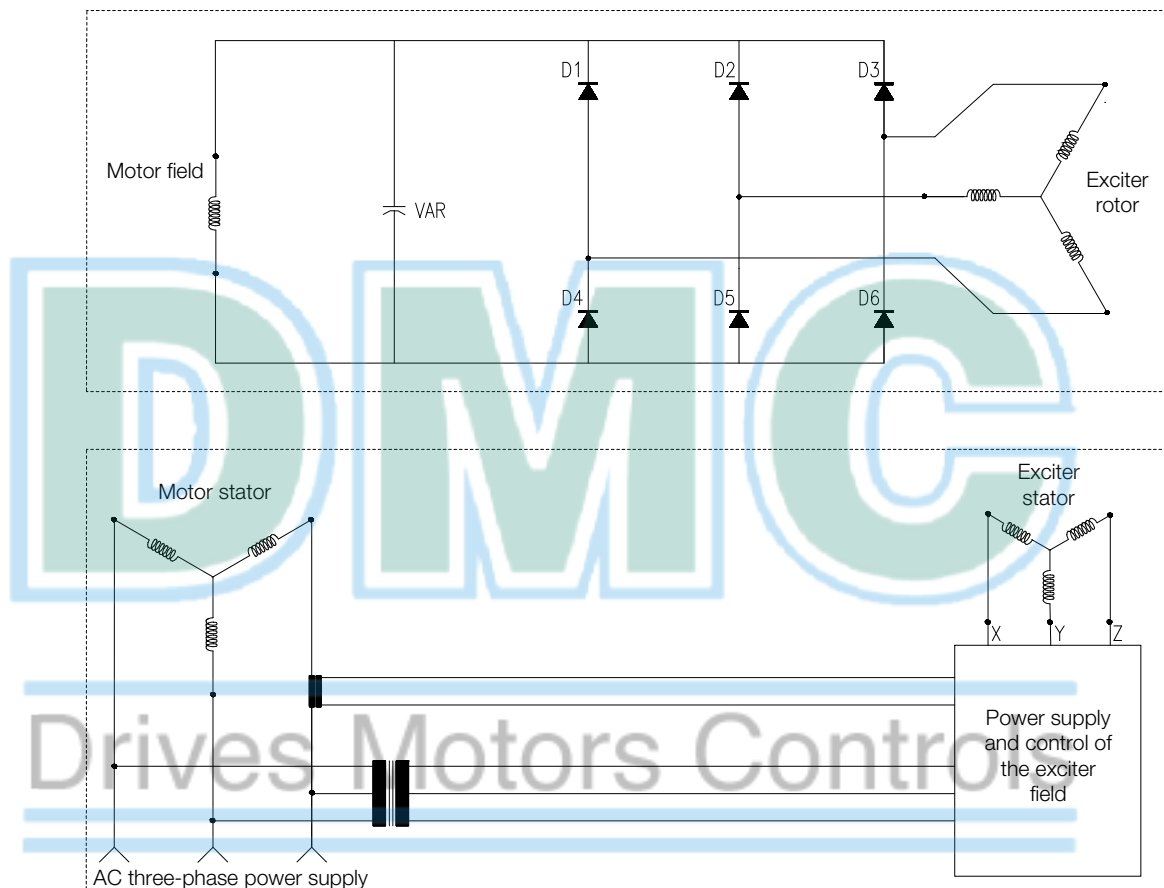 D1
D2
D3
Motor field
VAR
Exciter
rotor
D4
D5
D6
DMC
Motor stator
Exciter
stator
X
Y
Z
Power supply
and control of
the exciter
field
Drives Motors Controls
AC three-phase power supply